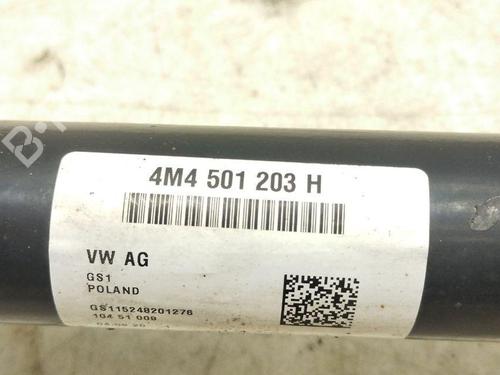 4M4 501 203 H
VW AG
GS1
POLAND
GS115248201276
104 51 009